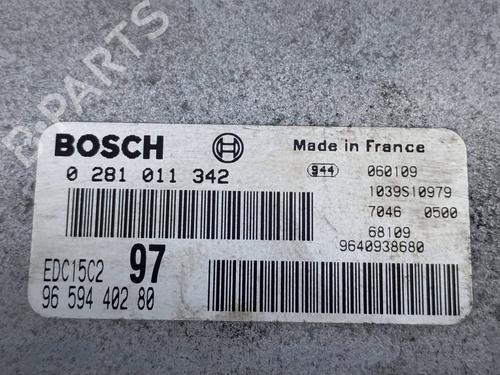 BOSCH
Made in France
0 281 011 342
944
060109
1039S10979
7046 0500
68109
9640938680
EDC15C2
97
96 594 402 80
B-PARTS